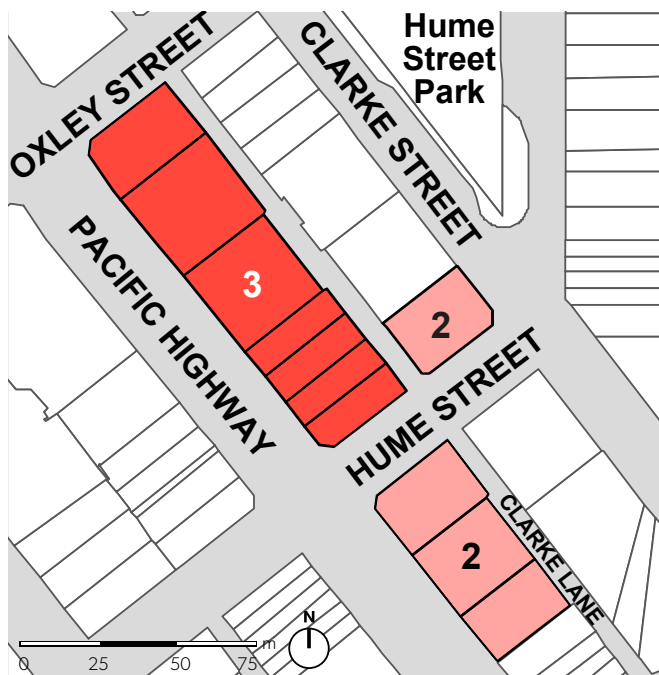 Hume
Street
Park
OXLEY STREET
CLARKE STREET
PACIFIC HIGHWAY
3
2
HUME STREET
2
CLARKE LANE
N
0 25 50 75 m